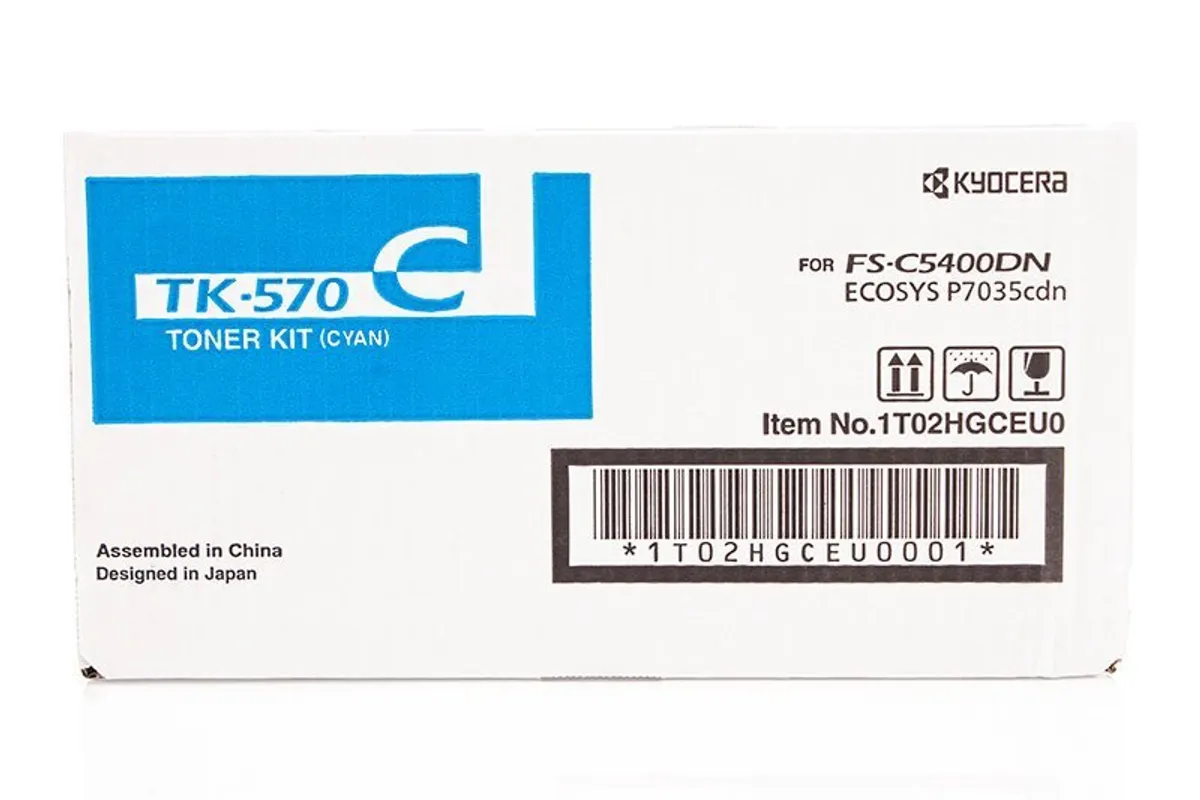 KYOCERA
C
TK-570
TONER KIT (CYAN)
FOR FS-C5400DN
ECOSYS P7035cdn
Item No.1T02HGCEU0
*1T02HGCEU0001*
Assembled in China
Designed in Japan